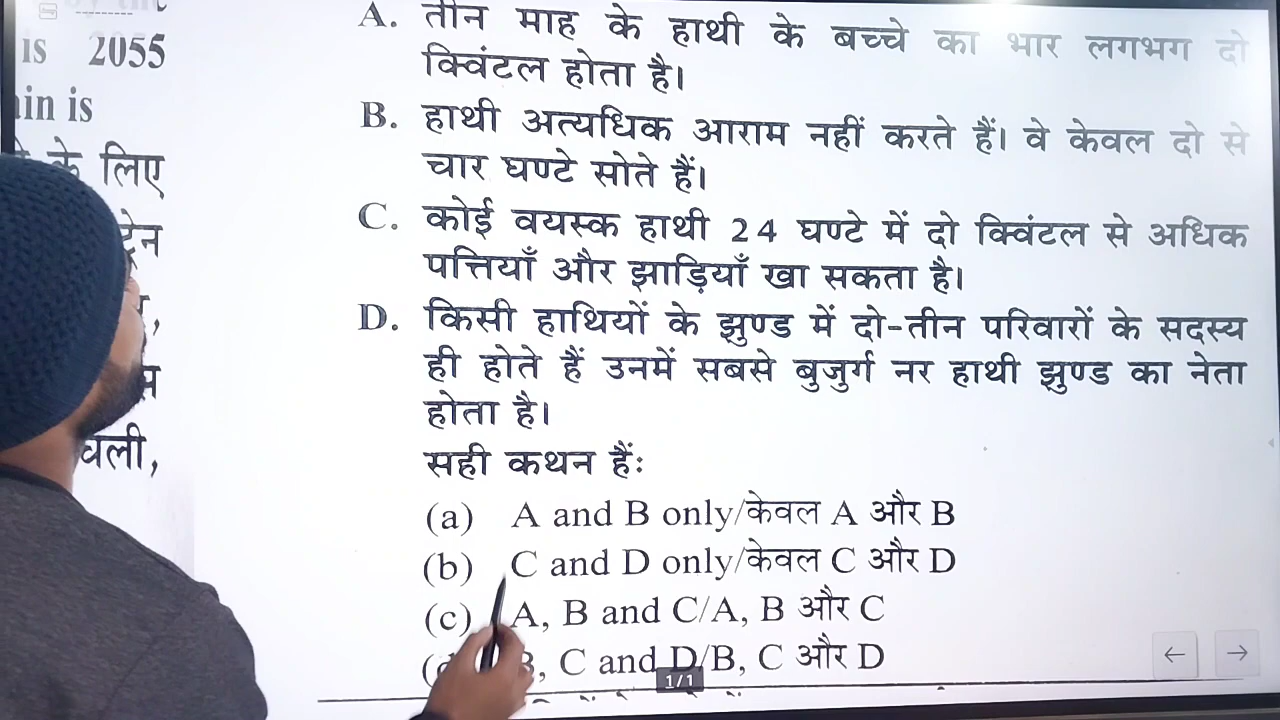 is 2055
in is
के लिए
ट्रेन
वली,
A. तीन माह के हाथी के बच्चे का भार लगभग दो
क्विंटल होता है।
B. हाथी अत्यधिक आराम नहीं करते हैं। वे केवल दो से
चार घण्टे सोते हैं।
C. कोई वयस्क हाथी 24 घण्टे में दो क्विंटल से अधिक
पत्तियाँ और झाड़ियाँ खा सकता है।
D. किसी हाथियों के झुण्ड में दो-तीन परिवारों के सदस्य
ही होते हैं उनमें सबसे बुजुर्ग नर हाथी झुण्ड का नेता
होता है।
सही कथन हैंः
(a) A and B only/केवल A और B
(b) C and D only/केवल C और D
(c) A, B and C/A, B और C
B, C and D/B, C और D
1/1
← →